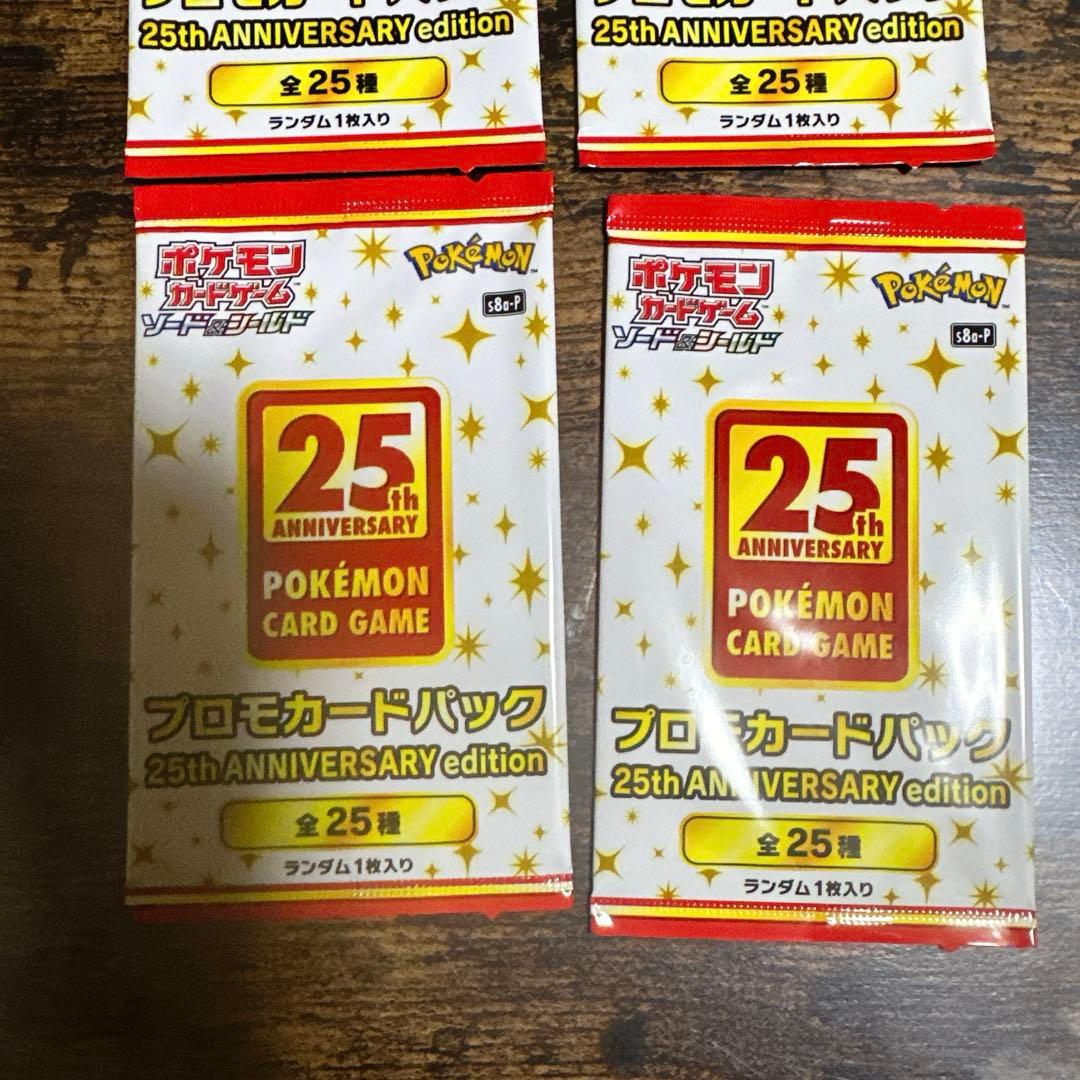 25th ANNIVERSARY edition
全25種
ランダム1枚入り
25th ANNIVERSARY edition
全25種
ランダム1枚入り
ポケモン
カードゲーム
ソード&シールド
POKéMON
s8a-P
25th
ANNIVERSARY
POKÉMON
CARD GAME
プロモカードパック
25th ANNIVERSARY edition
全25種
ランダム1枚入り
ポケモン
カードゲーム
ソード&シールド
POKéMON
s8a-P
25th
ANNIVERSARY
POKÉMON
CARD GAME
プロモカードパック
25th ANNIVERSARY edition
全25種
ランダム1枚入り